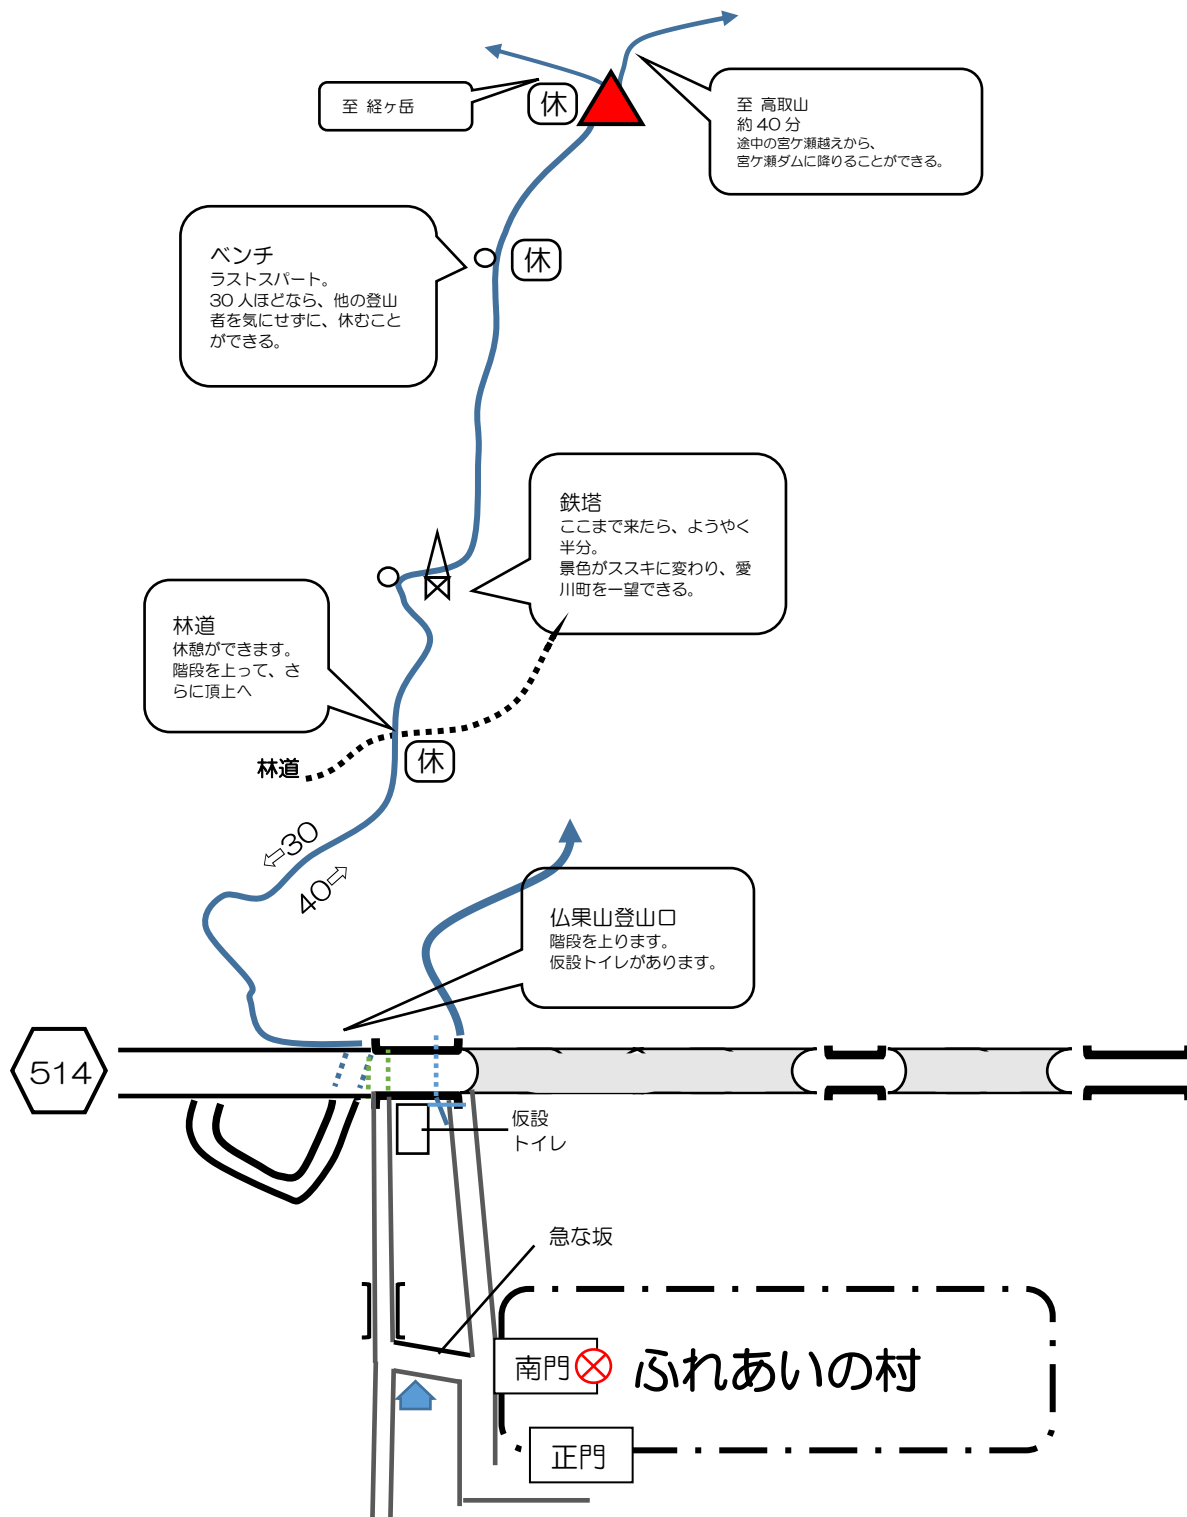 至 経ヶ岳
休
至 高取山
約 40 分
途中の宮ケ瀬越えから、
宮ケ瀬ダムに降りることができる。
ベンチ
ラストスパート。
30 人ほどなら、他の登山
者を気にせずに、休むこと
ができる。
休
鉄塔
ここまで来たら、ようやく
半分。
景色がススキに変わり、愛
川町を一望できる。
林道
休憩ができます。
階段を上って、さ
らに頂上へ
休
林道
⇦30
40⇨
仏果山登山口
階段を上ります。
仮設トイレがあります。
514
仮設
トイレ
急な坂
南門
ふれあいの村
正門